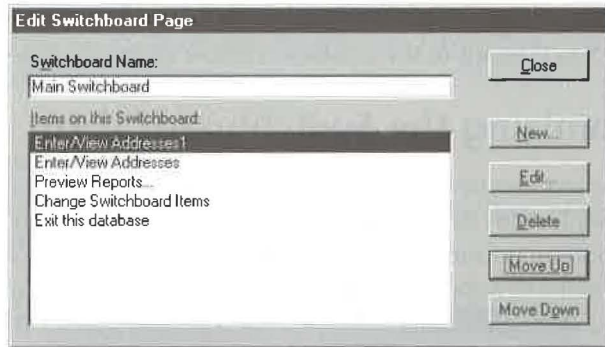 Edit Switchboard Page
Switchboard Name:
Main Switchboard
Close
Items on this Switchboard:
Enter/View Addresses1
Enter/View Addresses
Preview Reports...
Change Switchboard Items
Exit this database
New...
Edit...
Delete
Move Up
Move Down